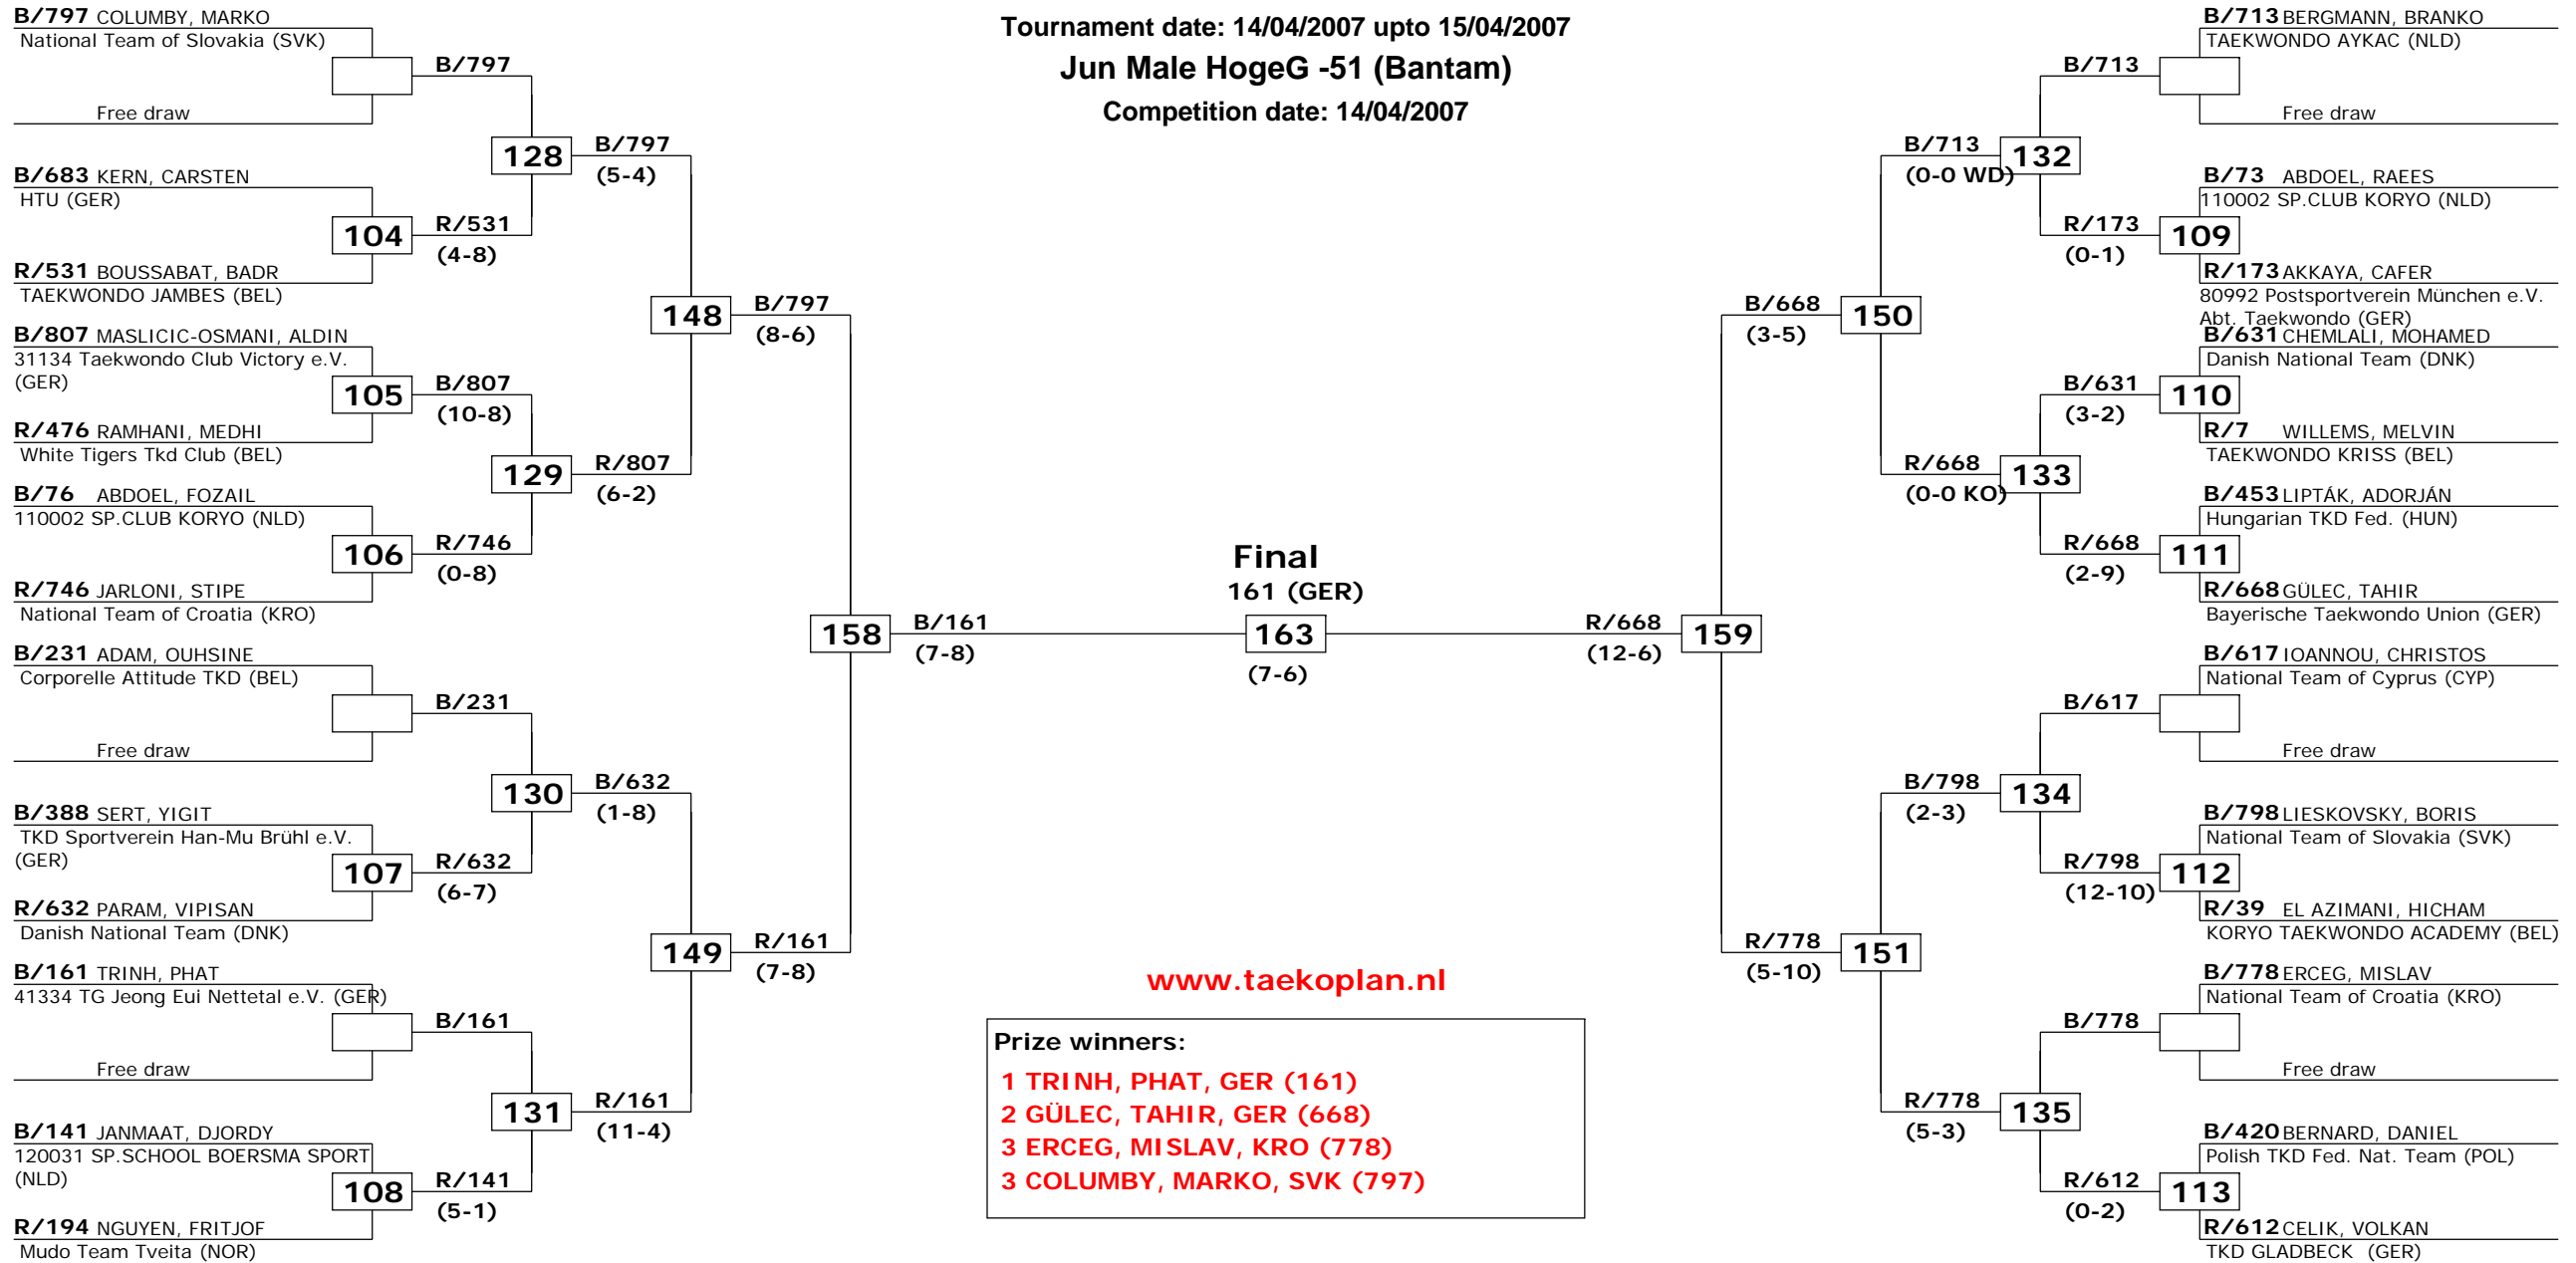 Tournament date: 14/04/2007 upto 15/04/2007
Jun Male HogeG -51 (Bantam)
Competition date: 14/04/2007
B/797 COLUMBY, MARKO
National Team of Slovakia (SVK)
B/797
Free draw
128
B/797
(5-4)
B/683 KERN, CARSTEN
HTU (GER)
104
R/531
(4-8)
R/531 BOUSSABAT, BADR
TAEKWONDO JAMBES (BEL)
148
B/797
(8-6)
B/807 MASLICIC-OSMANI, ALDIN
31134 Taekwondo Club Victory e.V.
(GER)
105
B/807
(10-8)
R/476 RAMHANI, MEDHI
White Tigers Tkd Club (BEL)
129
R/807
(6-2)
B/76 ABDOEL, FOZAIL
110002 SP.CLUB KORYO (NLD)
106
R/746
(0-8)
R/746 JARLONI, STIPE
National Team of Croatia (KRO)
158
B/161
(7-8)
B/231 ADAM, OUHSINE
Corporelle Attitude TKD (BEL)
B/231
Free draw
130
B/632
(1-8)
B/388 SERT, YIGIT
TKD Sportverein Han-Mu Brühl e.V.
(GER)
107
R/632
(6-7)
R/632 PARAM, VIPISAN
Danish National Team (DNK)
149
R/161
(7-8)
B/161 TRINH, PHAT
41334 TG Jeong Eui Nettetal e.V. (GER)
B/161
Free draw
131
R/161
(11-4)
B/141 JANMAAT, DJORDY
120031 SP.SCHOOL BOERSMA SPORT
(NLD)
108
R/141
(5-1)
R/194 NGUYEN, FRITJOF
Mudo Team Tveita (NOR)
Final
161 (GER)
163
(7-6)
B/713 BERGMANN, BRANKO
TAEKWONDO AYKAC (NLD)
B/713
Free draw
B/713
(0-0 WD)
132
B/73 ABDOEL, RAEES
110002 SP.CLUB KORYO (NLD)
R/173
(0-1)
109
R/173 AKKAYA, CAFER
80992 Postsportverein München e.V.
Abt. Taekwondo (GER)
B/668
(3-5)
150
B/631 CHEMLALI, MOHAMED
Danish National Team (DNK)
B/631
(3-2)
110
R/7 WILLEMS, MELVIN
TAEKWONDO KRISS (BEL)
R/668
(0-0 KO)
133
B/453 LIPTÁK, ADORJÁN
Hungarian TKD Fed. (HUN)
R/668
(2-9)
111
R/668 GÜLEC, TAHIR
Bayerische Taekwondo Union (GER)
R/668
(12-6)
159
B/617 IOANNOU, CHRISTOS
National Team of Cyprus (CYP)
B/617
Free draw
B/798
(2-3)
134
B/798 LIESKOVSKY, BORIS
National Team of Slovakia (SVK)
R/798
(12-10)
112
R/39 EL AZIMANI, HICHAM
KORYO TAEKWONDO ACADEMY (BEL)
R/778
(5-10)
151
B/778 ERCEG, MISLAV
National Team of Croatia (KRO)
B/778
Free draw
R/778
(5-3)
135
B/420 BERNARD, DANIEL
Polish TKD Fed. Nat. Team (POL)
R/612
(0-2)
113
R/612 CELIK, VOLKAN
TKD GLADBECK (GER)
www.taekoplan.nl
Prize winners:
1 TRINH, PHAT, GER (161)
2 GÜLEC, TAHIR, GER (668)
3 ERCEG, MISLAV, KRO (778)
3 COLUMBY, MARKO, SVK (797)